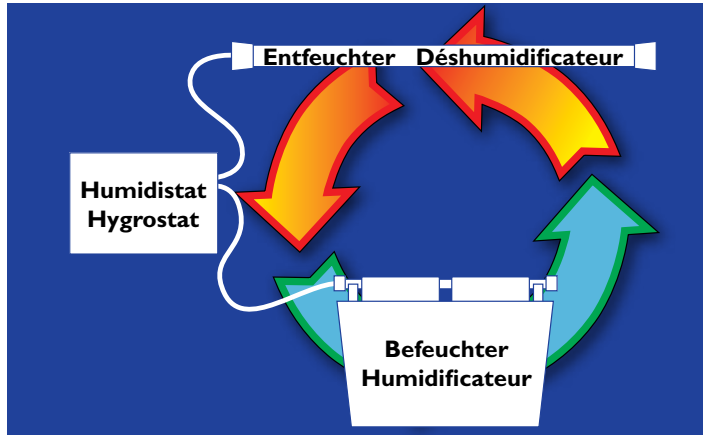 Entfeuchter Déshumidificateur
Humidistat
Hygrostat
Befeuchter
Humidificateur